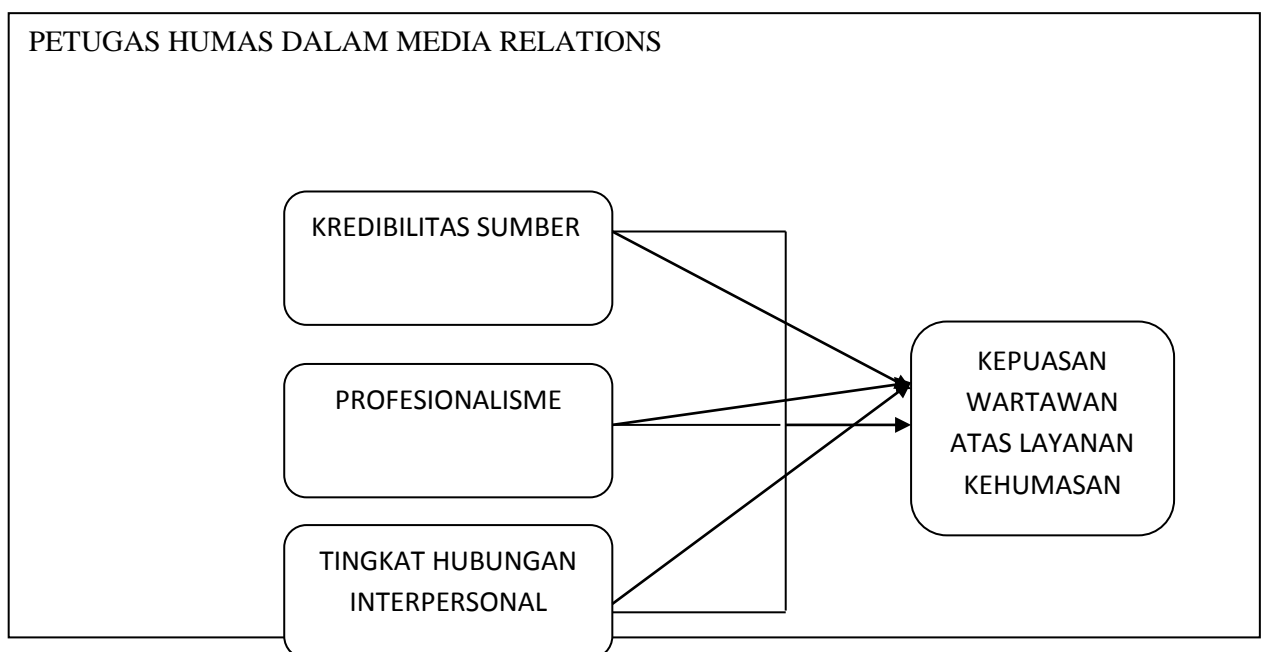 PETUGAS HUMAS DALAM MEDIA RELATIONS
KREDIBILITAS SUMBER
PROFESIONALISME
TINGKAT HUBUNGAN
INTERPERSONAL
KEPUASAN
WARTAWAN
ATAS LAYANAN
KEHUMASAN